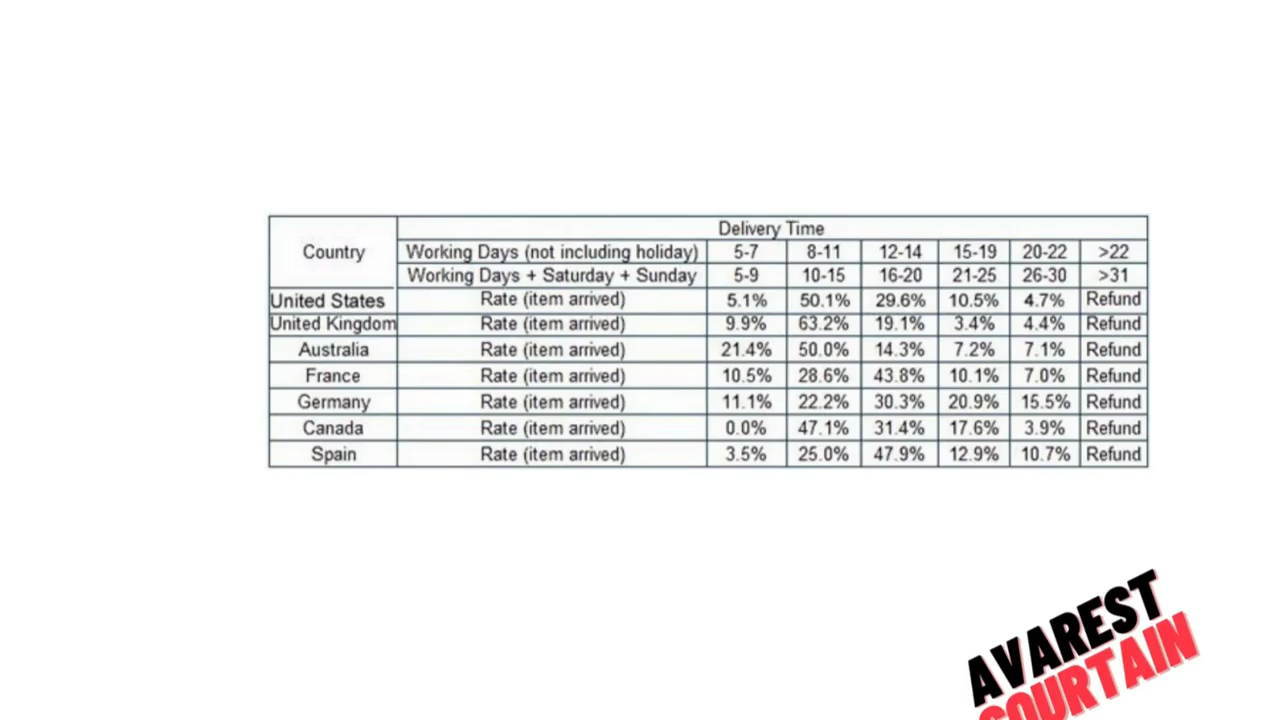 Country Delivery Time
Working Days (not including holiday) 5-7 8-11 12-14 15-19 20-22 >22
Working Days + Saturday + Sunday 5-9 10-15 16-20 21-25 26-30 >31
United States Rate (item arrived) 5.1% 50.1% 29.6% 10.5% 4.7% Refund
United Kingdom Rate (item arrived) 9.9% 63.2% 19.1% 3.4% 4.4% Refund
Australia Rate (item arrived) 21.4% 50.0% 14.3% 7.2% 7.1% Refund
France Rate (item arrived) 10.5% 28.6% 43.8% 10.1% 7.0% Refund
Germany Rate (item arrived) 11.1% 22.2% 30.3% 20.9% 15.5% Refund
Canada Rate (item arrived) 0.0% 47.1% 31.4% 17.6% 3.9% Refund
Spain Rate (item arrived) 3.5% 25.0% 47.9% 12.9% 10.7% Refund
AVAREST
COURTAIN